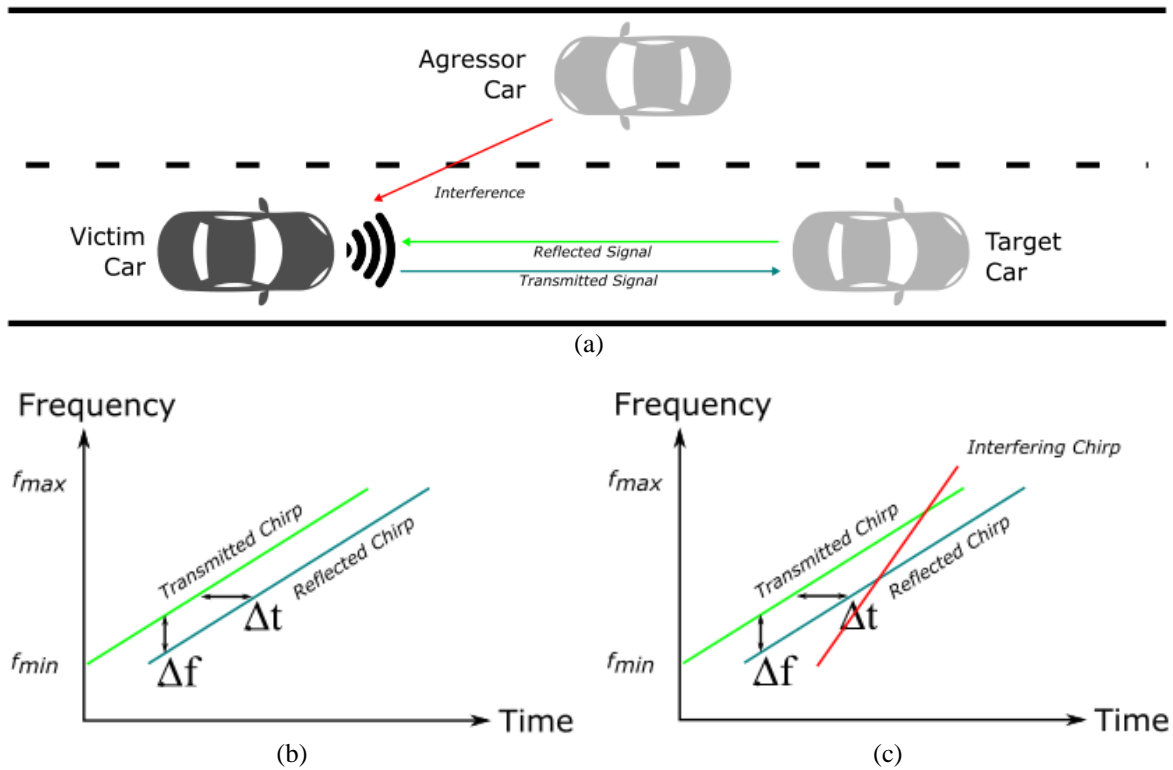 Agressor
Car
Interference
Victim
Car
Reflected Signal
Transmitted Signal
Target
Car
(a)
Frequency
fmax
Transmitted Chirp
Reflected Chirp
Δt
fmin
Δf
Time
(b)
Frequency
Interfering Chirp
fmax
Transmitted Chirp
Reflected Chirp
Δt
fmin
Δf
Time
(c)